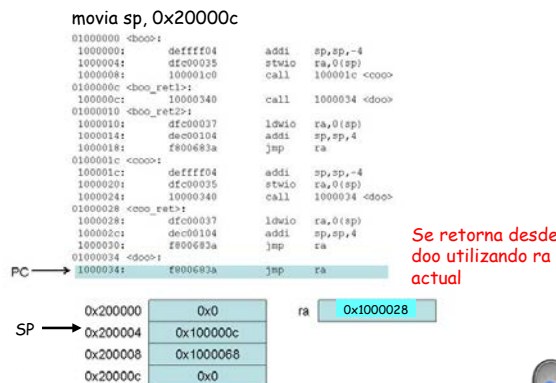 movia sp, 0x20000c
01000000 <boo>:
1000000: deffff04 addi sp,sp,-4
1000004: dfc00035 stwio ra,0(sp)
1000008: 100001c0 call 100001c <coo>
0100000c <boo_ret1>:
100000c: 10000340 call 1000034 <doo>
01000010 <boo_ret2>:
1000010: dfc00037 ldwio ra,0(sp)
1000014: dec00104 addi sp,sp,4
1000018: f800683a jmp ra
0100001c <coo>:
100001c: deffff04 addi sp,sp,-4
1000020: dfc00035 stwio ra,0(sp)
1000024: 10000340 call 1000034 <doo>
01000028 <coo_ret>:
1000028: dfc00037 ldwio ra,0(sp)
100002c: dec00104 addi sp,sp,4
1000030: f800683a jmp ra
01000034 <doo>:
PC 1000034: f800683a jmp ra
Se retorna desde
doo utilizando ra
actual
0x200000 0x0 ra 0x1000028
SP 0x200004 0x100000c
0x200008 0x1000068
0x20000c 0x0